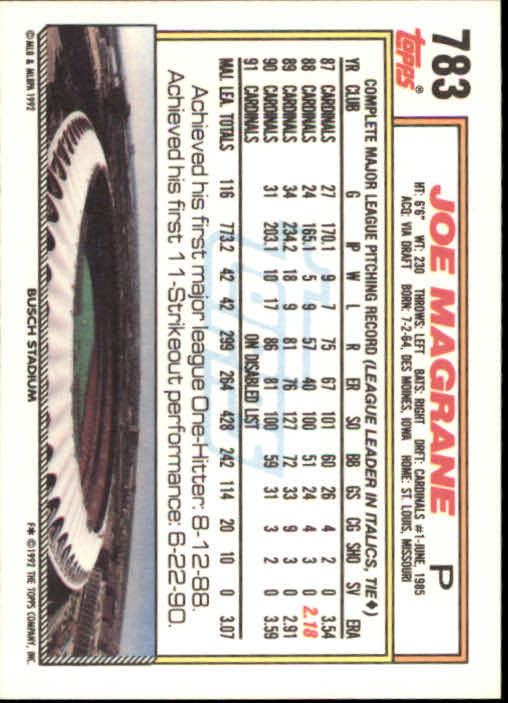 783
Topps®
JOE MAGRANE P
HT: 6'6" WT: 230 THROWS: LEFT BATS: RIGHT DRFT: CARDINALS #1-JUNE, 1985
ACQ: VIA DRAFT BORN: 7-2-64, DES MOINES, IOWA HOME: ST. LOUIS, MISSOURI
COMPLETE MAJOR LEAGUE PITCHING RECORD (LEAGUE LEADER IN ITALICS, TIE♦)
YR CLUB G IP W L R ER SO BB GS CG SHO SV ERA
87 CARDINALS 27 170.1 9 7 75 67 101 60 26 4 2 0 3.54
88 CARDINALS 24 165.1 5 9 57 40 100 51 24 4 3 0 2.18
89 CARDINALS 34 234.2 18 9 81 76 127 72 33 9 3 0 2.91
90 CARDINALS 31 203.1 10 17 86 81 100 59 31 3 2 0 3.59
91 CARDINALS ON DISABLED LIST
MAJ. LEA. TOTALS 116 773.2 42 42 299 264 428 242 114 20 10 0 3.07
Achieved his first major league One-Hitter: 8-12-88.
Achieved his first 11-Strikeout performance: 6-22-90.
© MLB & MLBPA 1992
BUSCH STADIUM
F* © 1992 THE TOPPS COMPANY, INC.